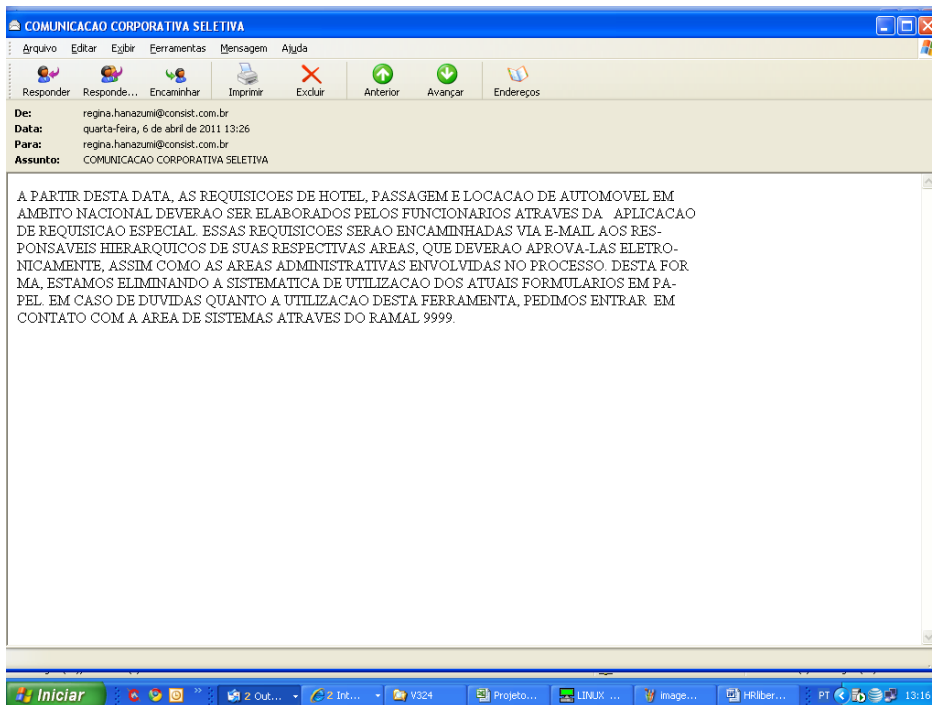 COMUNICACAO CORPORATIVA SELETIVA
Arquivo Editar Exibir Ferramentas Mensagem Ajuda
Responder Responde... Encaminhar Imprimir Excluir Anterior Avançar Endereços
De: regina.hanazumi@consist.com.br
Data: quarta-feira, 6 de abril de 2011 13:26
Para: regina.hanazumi@consist.com.br
Assunto: COMUNICACAO CORPORATIVA SELETIVA
A PARTIR DESTA DATA, AS REQUISICOES DE HOTEL, PASSAGEM E LOCACAO DE AUTOMOVEL EM
AMBITO NACIONAL DEVERAO SER ELABORADOS PELOS FUNCIONARIOS ATRAVES DA APLICACAO
DE REQUISICAO ESPECIAL. ESSAS REQUISICOES SERAO ENCAMINHADAS VIA E-MAIL AOS RES-
PONSAVEIS HIERARQUICOS DE SUAS RESPECTIVAS AREAS, QUE DEVERAO APROVA-LAS ELETRO-
NICAMENTE, ASSIM COMO AS AREAS ADMINISTRATIVAS ENVOLVIDAS NO PROCESSO. DESTA FOR
MA, ESTAMOS ELIMINANDO A SISTEMATICA DE UTILIZACAO DOS ATUAIS FORMULARIOS EM PA-
PEL. EM CASO DE DUVIDAS QUANTO A UTILIZACAO DESTA FERRAMENTA, PEDIMOS ENTRAR EM
CONTATO COM A AREA DE SISTEMAS ATRAVES DO RAMAL 9999.
Iniciar 2 Out... 2 Int... V324 Projeto... LINUX ... image... HRliber... PT 13:16